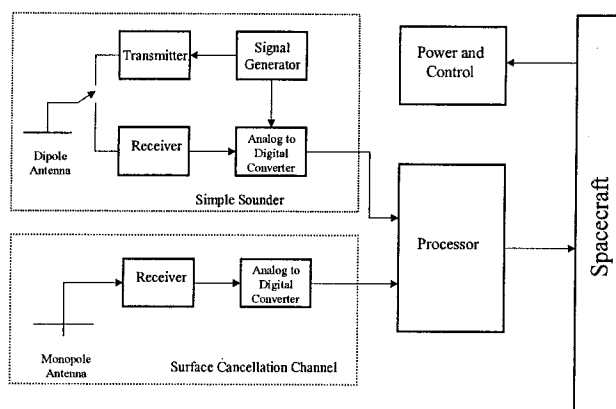 Transmitter
Signal
Generator
Power and
Control
Dipole
Antenna
Receiver
Analog to
Digital
Converter
Simple Sounder
Processor
Spacecraft
Receiver
Analog to
Digital
Converter
Monopole
Antenna
Surface Cancellation Channel